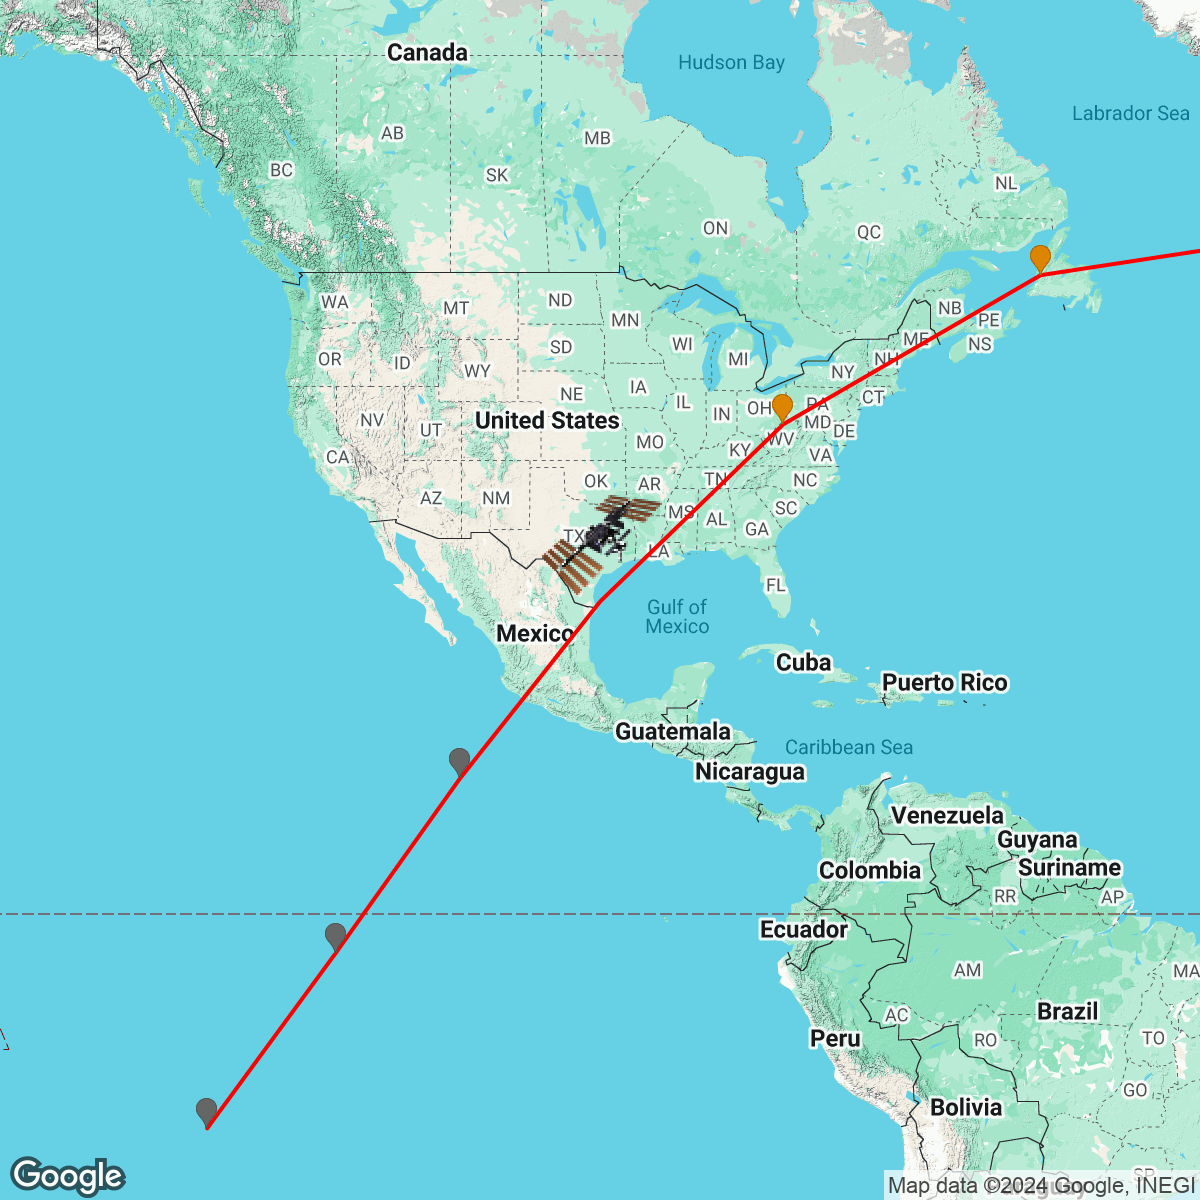 Canada
Hudson Bay
Labrador Sea
AB
MB
BC
SK
NL
ON
QC
WA
MT
ND
MN
NB
PE
OR
ID
SD
WI
MI
ME
NS
WY
NY
NH
NE
IA
IL
IN
OH
PA
CT
NV
UT
United States
MO
KY
WV
MD
DE
VA
CA
AZ
NM
OK
AR
TN
NC
MS
AL
SC
GA
TX
LA
FL
Gulf of
Mexico
Mexico
Cuba
Puerto Rico
Guatemala
Caribbean Sea
Nicaragua
Venezuela
Guyana
Suriname
Colombia
RR
AP
Ecuador
AM
MA
AC
Brazil
Peru
RO
TO
GO
Bolivia
Google
Map data ©2024 Google, INEGI